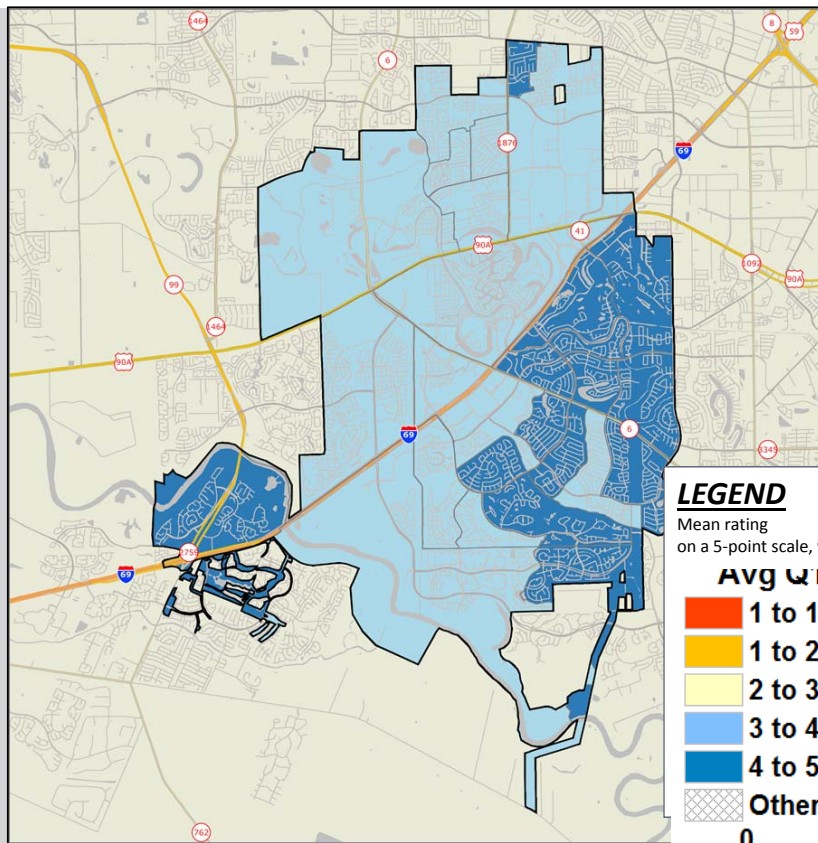 1464
8
59
6
69
1876
41
90A
1092
90A
99
1464
90A
69
6
3345
2759
69
762
LEGEND
Mean rating
on a 5-point scale,
1 to 1
1 to 2
2 to 3
3 to 4
4 to 5
Other
0